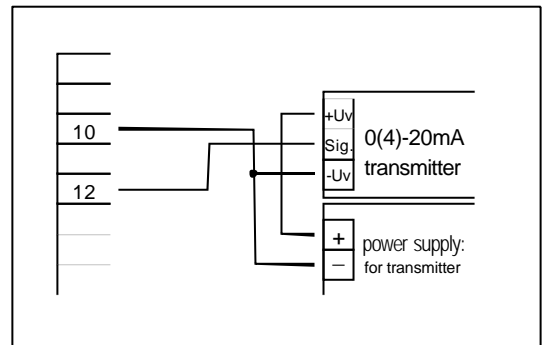 10
12
+Uv
Sig.
-Uv
0(4)-20mA
transmitter
+
−
power supply:
for transmitter